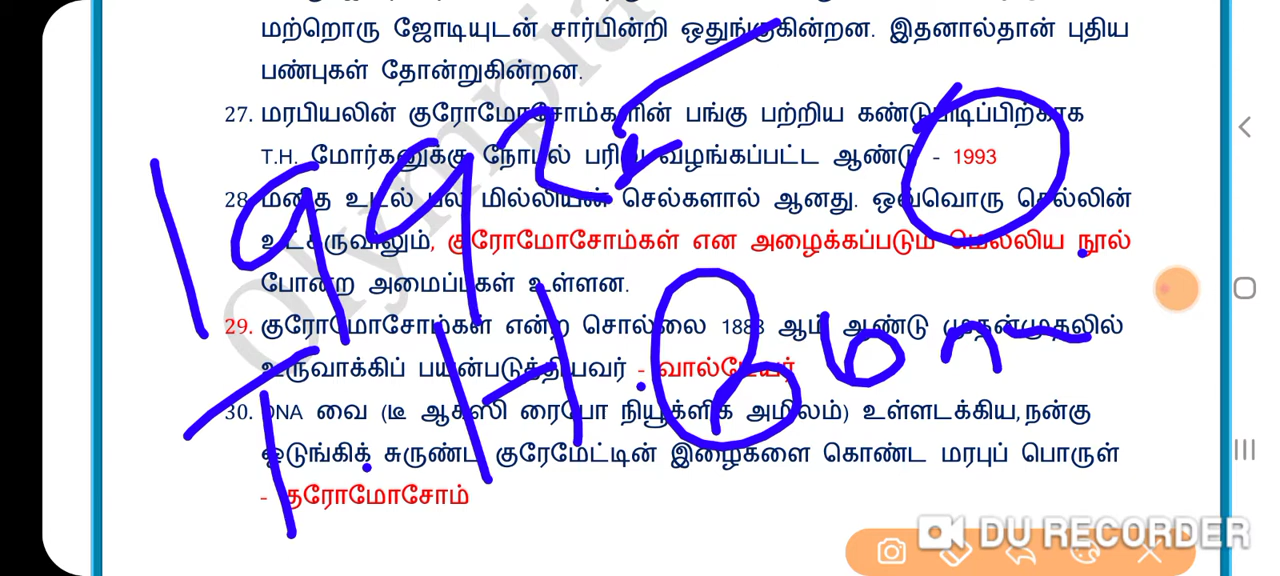 மற்றொரு ஜோடியுடன் சார்பின்றி ஒதுங்குகின்றன. இதனால்தான் புதிய
பண்புகள் தோன்றுகின்றன.
27. மரபியலின் குரோமோசோம்களின் பங்கு பற்றிய கண்டுபிடிப்பிற்காக
T.H. மோர்கனுக்கு நோபல் பரிசு வழங்கப்பட்ட ஆண்டு - 1993
28. மனித உடல் பல மில்லியன் செல்களால் ஆனது. ஒவ்வொரு செல்லின்
உட்கருவிலும், குரோமோசோம்கள் என அழைக்கப்படும் மெல்லிய நூல்
போன்ற அமைப்புகள் உள்ளன.
29. குரோமோசோம்கள் என்ற சொல்லை 1888 ஆம் ஆண்டு முதன்முதலில்
உருவாக்கிப் பயன்படுத்தியவர் - வால்டேயர்
30. DNA வை (டீ ஆக்ஸி ரைபோ நியூக்ளிக் அமிலம்) உள்ளடக்கிய, நன்கு
ஒடுங்கிக் சுருண்ட குரேமேட்டின் இழைகளை கொண்ட மரபுப் பொருள்
- குரோமோசோம்
Olympia
T.H.
DU RECORDER